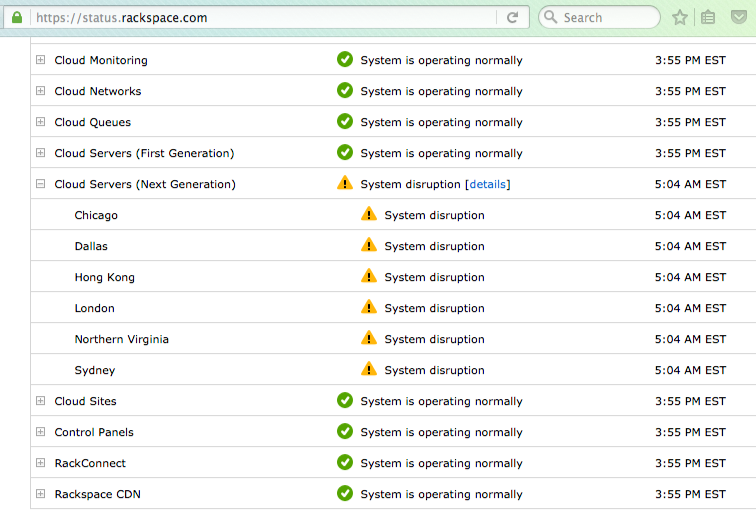 https://status.rackspace.com Search
Cloud Monitoring System is operating normally 3:55 PM EST
Cloud Networks System is operating normally 3:55 PM EST
Cloud Queues System is operating normally 3:55 PM EST
Cloud Servers (First Generation) System is operating normally 3:55 PM EST
Cloud Servers (Next Generation) System disruption [details] 5:04 AM EST
Chicago System disruption 5:04 AM EST
Dallas System disruption 5:04 AM EST
Hong Kong System disruption 5:04 AM EST
London System disruption 5:04 AM EST
Northern Virginia System disruption 5:04 AM EST
Sydney System disruption 5:04 AM EST
Cloud Sites System is operating normally 3:55 PM EST
Control Panels System is operating normally 3:55 PM EST
RackConnect System is operating normally 3:55 PM EST
Rackspace CDN System is operating normally 3:55 PM EST